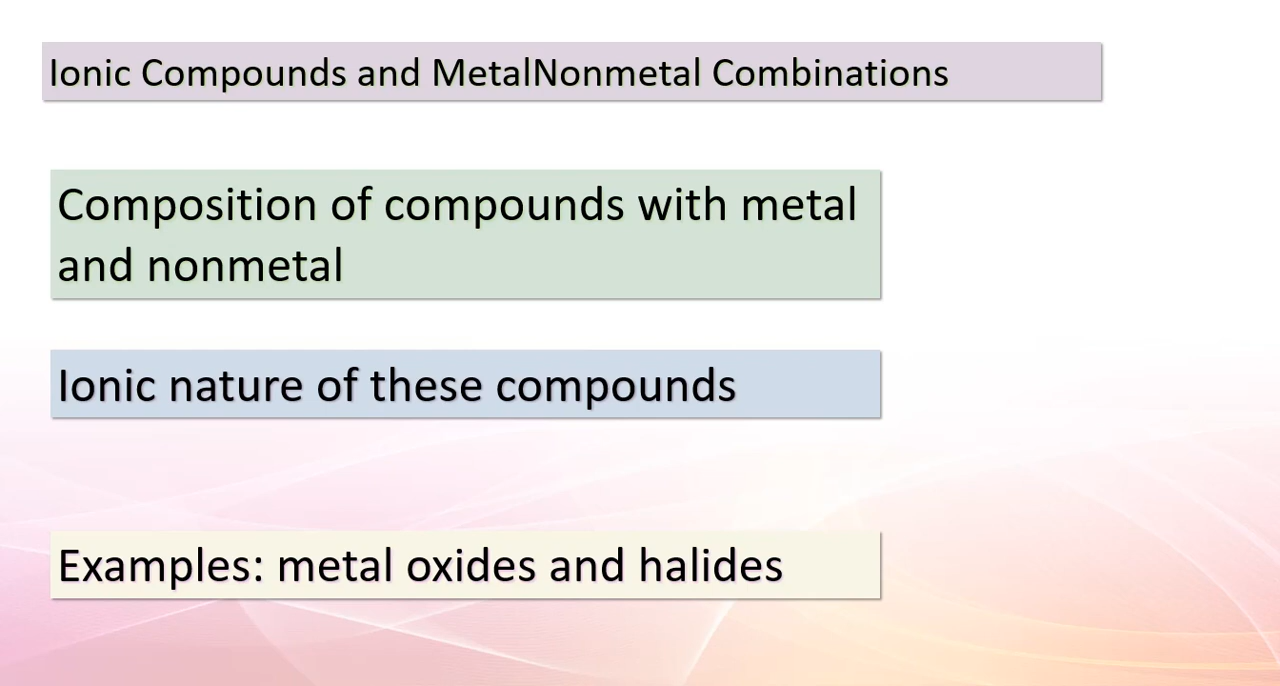 Ionic Compounds and MetalNonmetal Combinations
Composition of compounds with metal
and nonmetal
Ionic nature of these compounds
Examples: metal oxides and halides